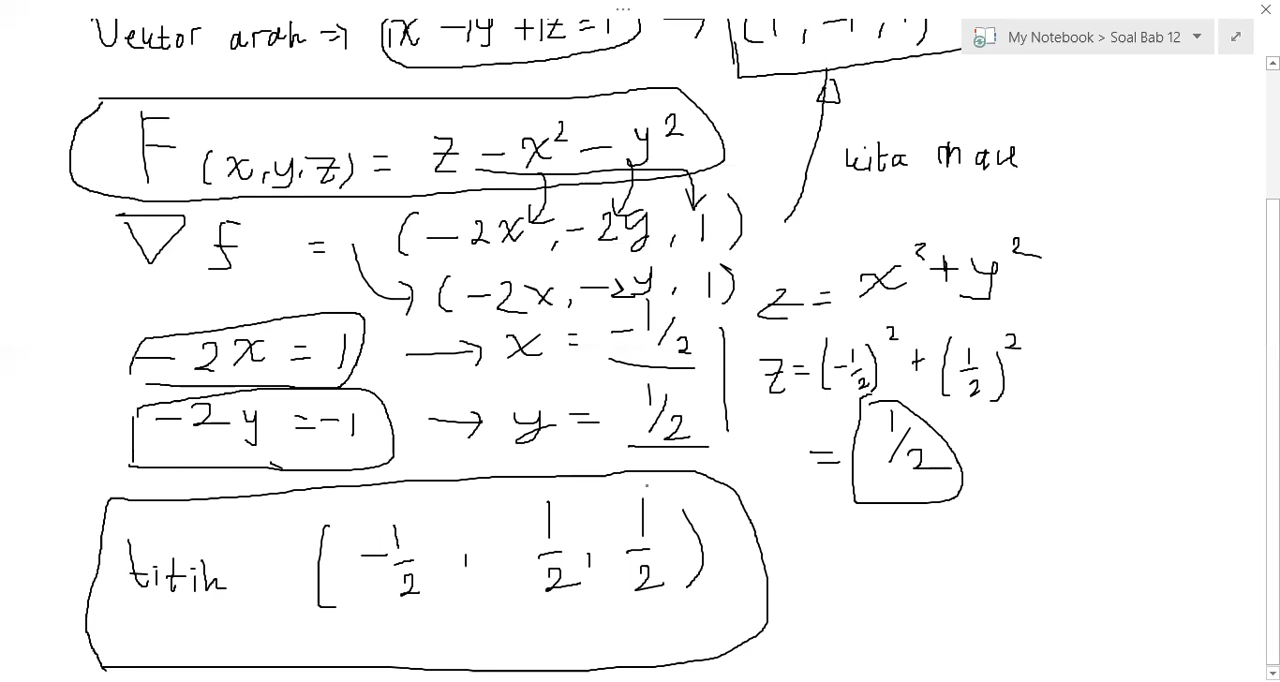 Vektor arah ⇒ 1x − 1y + 1z = 1 → (1, −1, 1)
My Notebook > Soal Bab 12
F(x,y,z) = z − x² − y²
kita mau
∇f = (−2x, −2y, 1)
(−2x, −2y, 1)
z = x² + y²
−2x = 1 → x = −1/2
z = (−1/2)² + (1/2)²
−2y = −1 → y = 1/2
= 1/2
titik (−1/2, 1/2, 1/2)